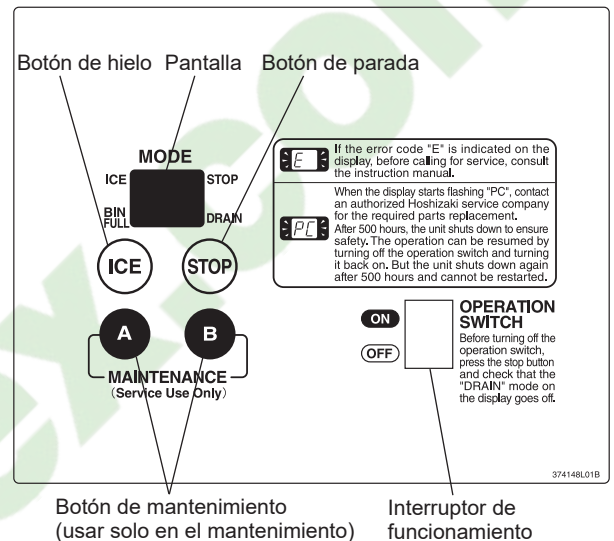 Botón de hielo Pantalla Botón de parada
MODE
ICE STOP
BIN FULL DRAIN
ICE STOP
A B
MAINTENANCE
(Service Use Only)
E
If the error code "E" is indicated on the
display, before calling for service, consult
the instruction manual.
PC
When the display starts flashing "PC", contact
an authorized Hoshizaki service company
for the required parts replacement.
After 500 hours, the unit shuts down to ensure
safety. The operation can be resumed by
turning off the operation switch and turning
it back on. But the unit shuts down again
after 500 hours and cannot be restarted.
ON
OFF
OPERATION
SWITCH
Before turning off the
operation switch,
press the stop button
and check that the
"DRAIN" mode on
the display goes off.
374148L01B
Botón de mantenimiento
(usar solo en el mantenimiento)
Interruptor de
funcionamiento